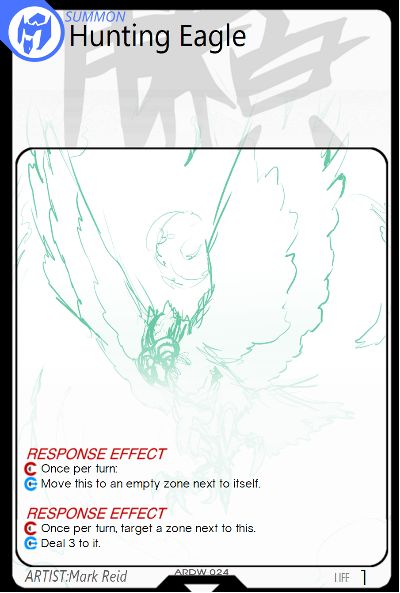 SUMMON
Hunting Eagle
RESPONSE EFFECT
Once per turn:
Move this to an empty zone next to itself.
RESPONSE EFFECT
Once per turn, target a zone next to this.
Deal 3 to it.
ARTIST:Mark Reid
ARDW 024
LIFE 1